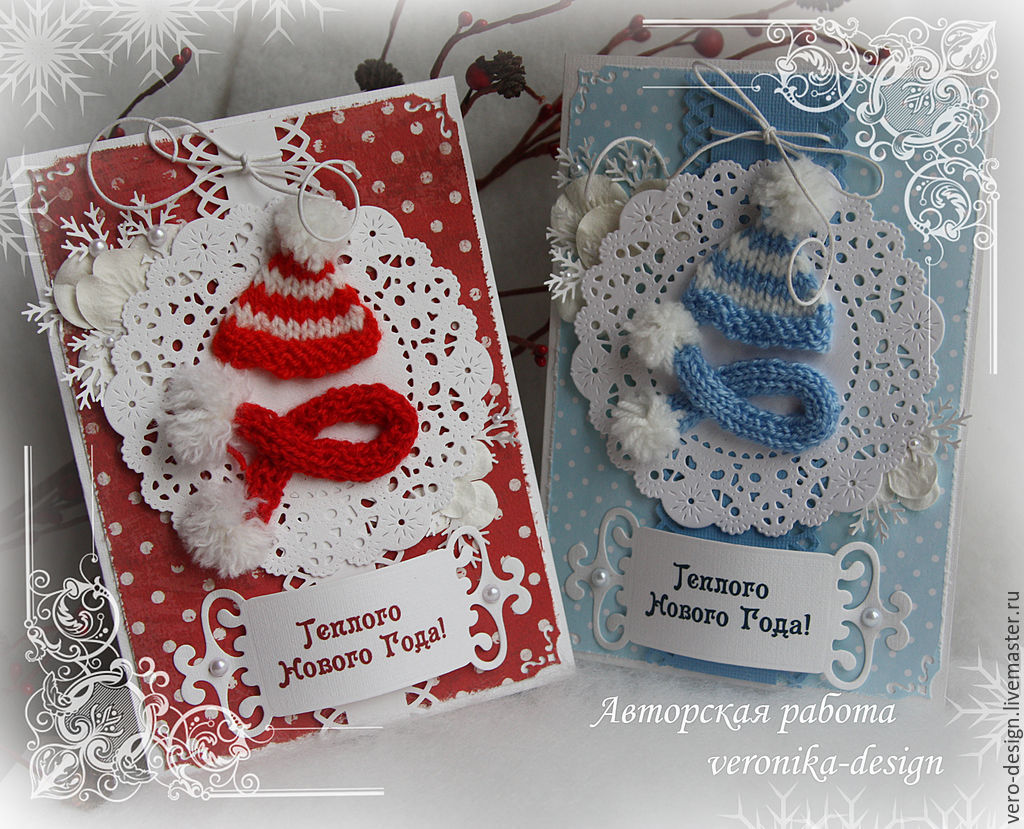 Теплого
Нового Года!
Теплого
Нового Года!
Авторская работа
veronika-design
vero-design.livemaster.ru